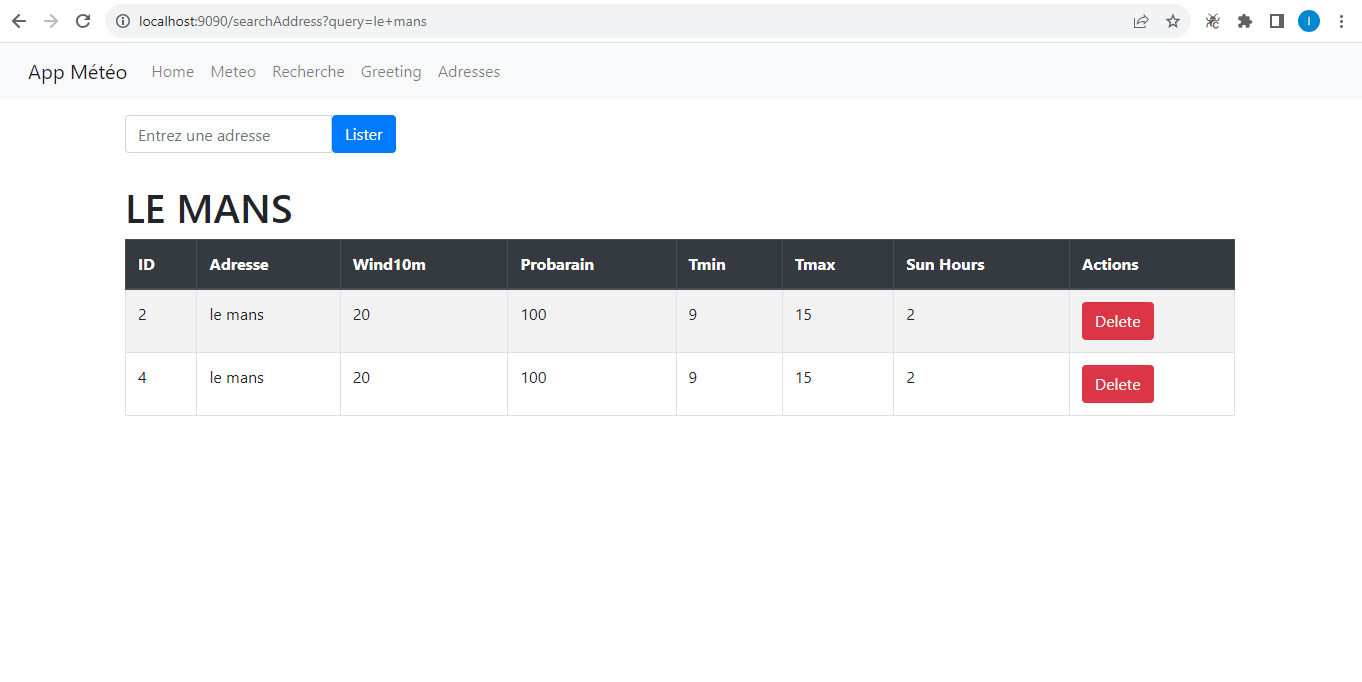 localhost:9090/searchAddress?query=le+mans
I
App Météo Home Meteo Recherche Greeting Adresses
Entrez une adresse Lister
LE MANS
ID Adresse Wind10m Probarain Tmin Tmax Sun Hours Actions
2 le mans 20 100 9 15 2 Delete
4 le mans 20 100 9 15 2 Delete